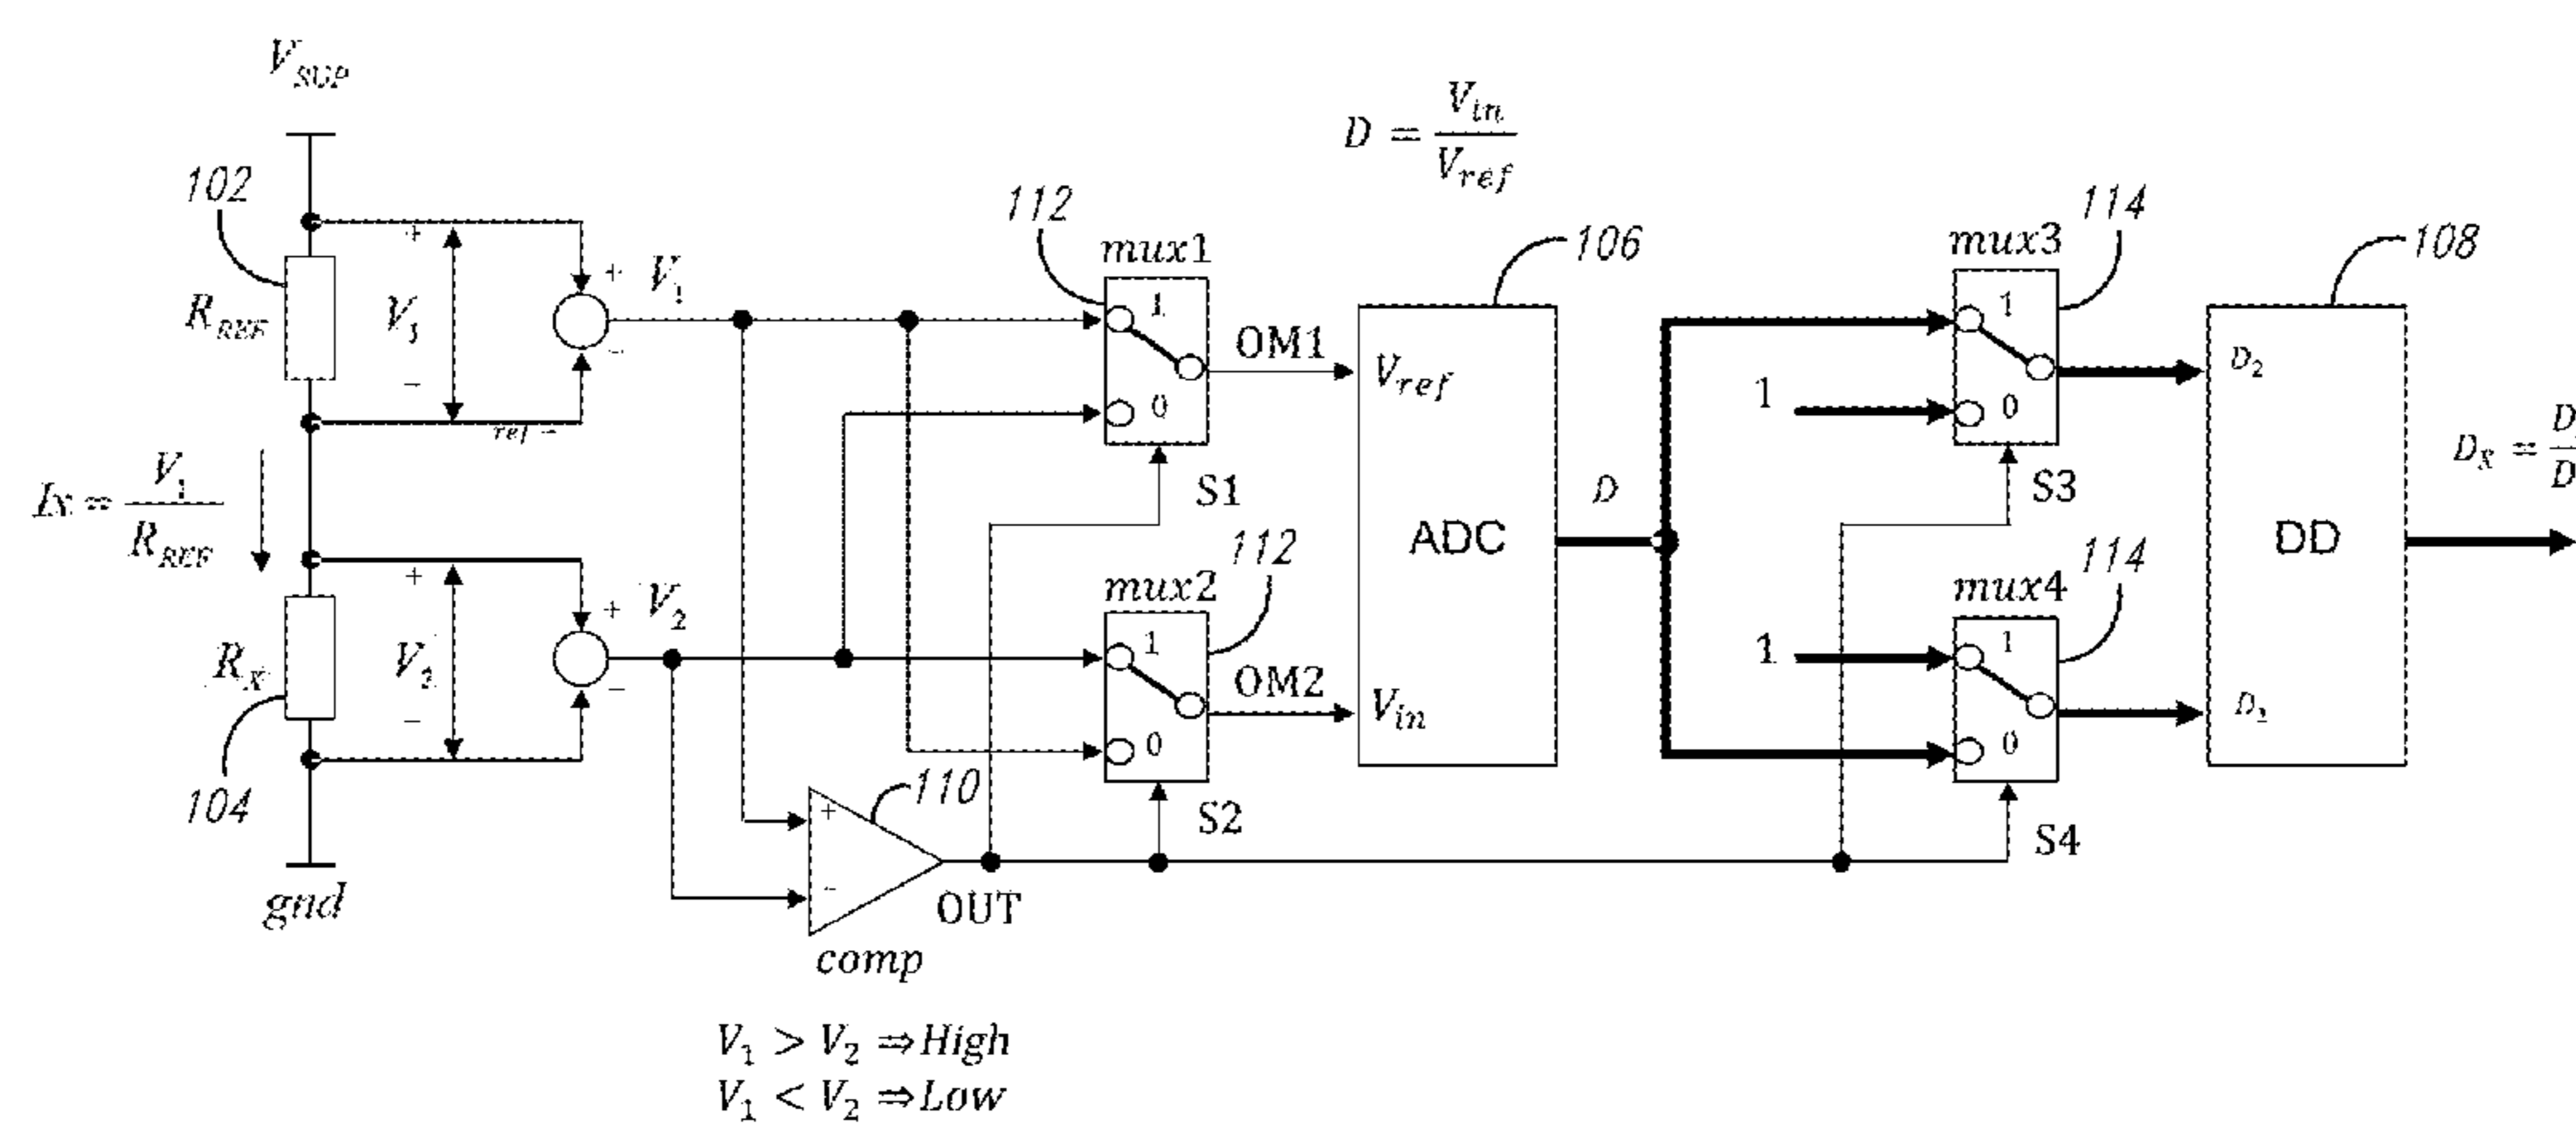 V_SUP
D = V_in / V_ref
102
112
mux1
106
114
mux3
108
+
+ V_1
1
1
R_REF
V_1
OM1
D_2
−
V_ref
1
−
0
0
ref −
D_X = D / D
Ix = V_1 / R_REF
S1
D
S3
ADC
DD
112
mux2
114
mux4
+
+ V_2
1
1
1
R_X
V_2
OM2
−
V_in
−
0
0
104
110
+
S2
S4
−
gnd
OUT
comp
V_1 > V_2 ⇒ High
V_1 < V_2 ⇒ Low